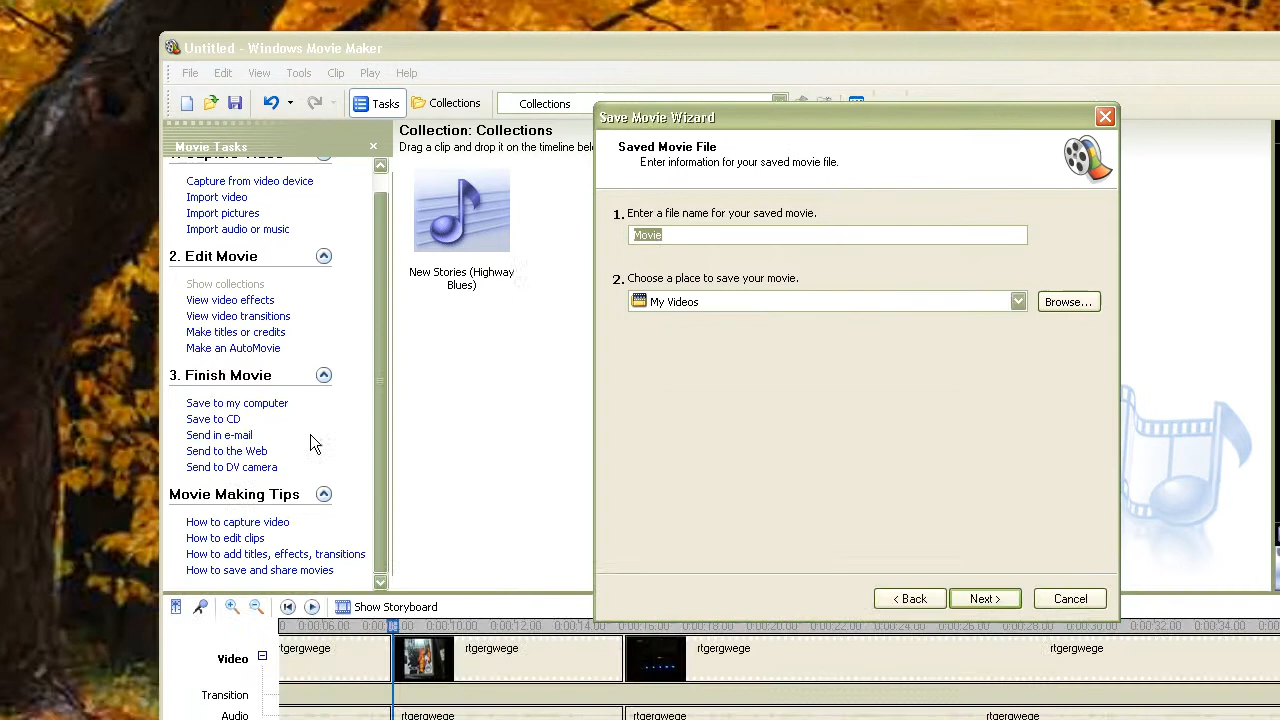 Untitled - Windows Movie Maker
File Edit View Tools Clip Play Help
Tasks Collections Collections
Movie Tasks
Capture from video device
Import video
Import pictures
Import audio or music
2. Edit Movie
Show collections
View video effects
View video transitions
Make titles or credits
Make an AutoMovie
3. Finish Movie
Save to my computer
Save to CD
Send in e-mail
Send to the Web
Send to DV camera
Movie Making Tips
How to capture video
How to edit clips
How to add titles, effects, transitions
How to save and share movies
Collection: Collections
Drag a clip and drop it on the timeline
New Stories (Highway
Blues)
Save Movie Wizard
Saved Movie File
Enter information for your saved movie file.
1. Enter a file name for your saved movie.
Movie
2. Choose a place to save your movie.
My Videos
Browse...
< Back Next > Cancel
Show Storyboard
0:00:06.00 0:00:10.00 0:00:12.00 0:00:14.00 0:00:16.00 0:00:18.00 0:00:20.00 0:00:22.00 0:00:24.00 0:00:26.00 0:00:28.00 0:00:30.00 0:00:32.00 0:00:34.00
Video
rtgergwege rtgergwege rtgergwege rtgergwege
Transition
Audio
rtgergwege rtgergwege rtgergwege